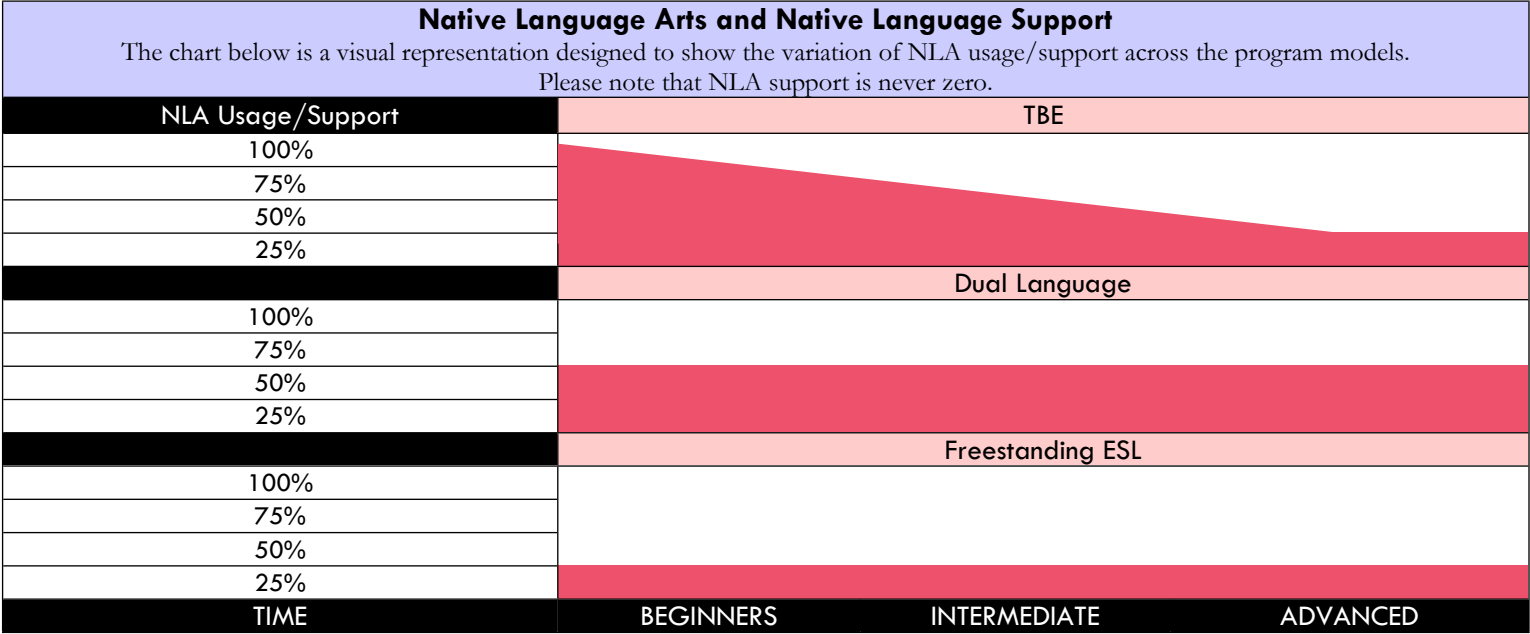 Native Language Arts and Native Language Support
The chart below is a visual representation designed to show the variation of NLA usage/support across the program models.
Please note that NLA support is never zero.
NLA Usage/Support TBE
100%
75%
50%
25%
Dual Language
100%
75%
50%
25%
Freestanding ESL
100%
75%
50%
25%
TIME BEGINNERS INTERMEDIATE ADVANCED